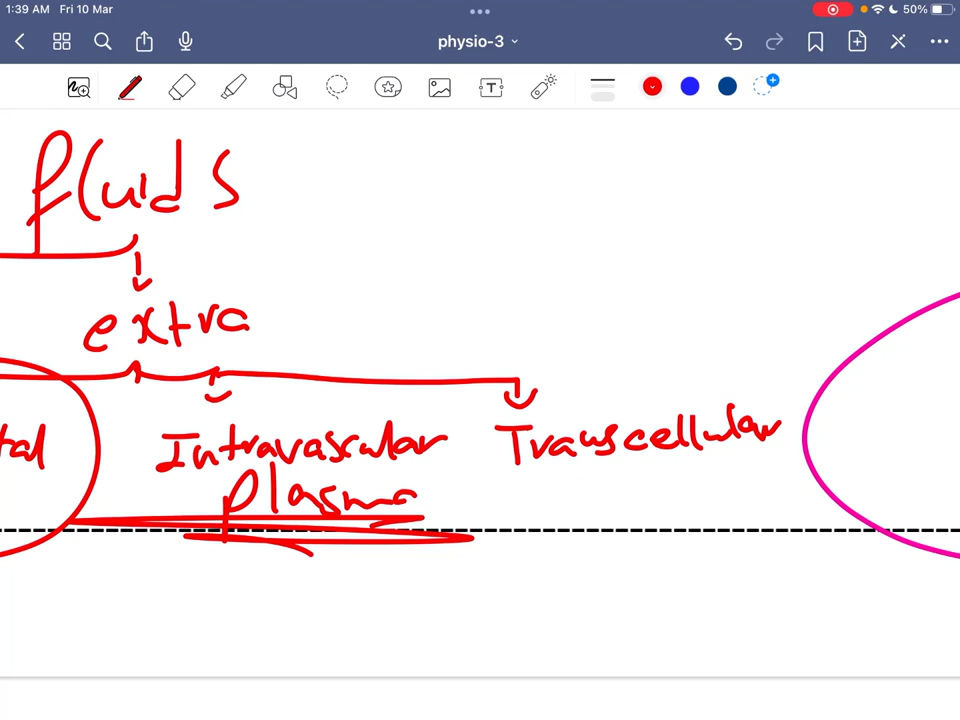 1:39 AM Fri 10 Mar
50%
physio-3
fluids
extra
tal
Intravascular
Transcellular
plasma